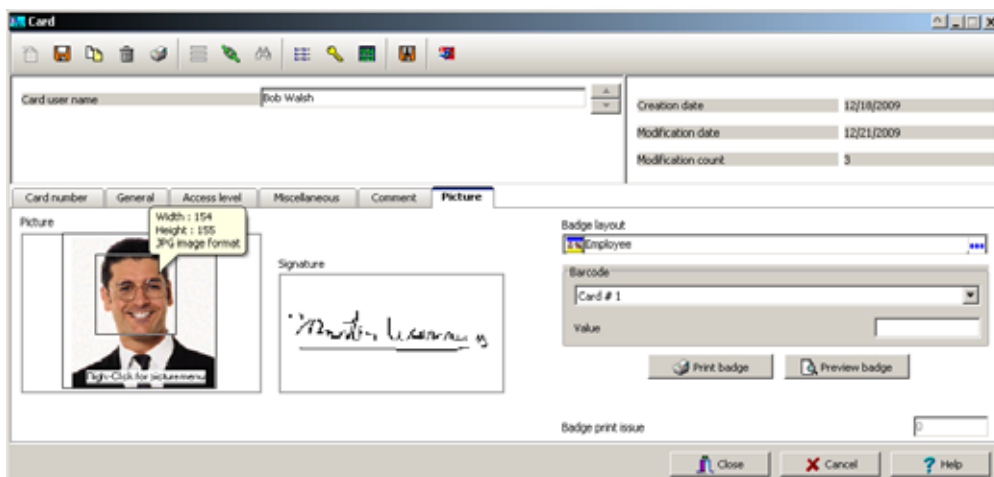 Card
Card user name
Bob Walsh
Creation date 12/18/2009
Modification date 12/21/2009
Modification count 3
Card number General Access level Miscellaneous Comment Picture
Picture
Width : 154
Height : 155
JPG image format
Right-Click for picture menu
Signature
Badge layout
Employee
Barcode
Card # 1
Value
Print badge Preview badge
Badge print issue 0
Close Cancel Help